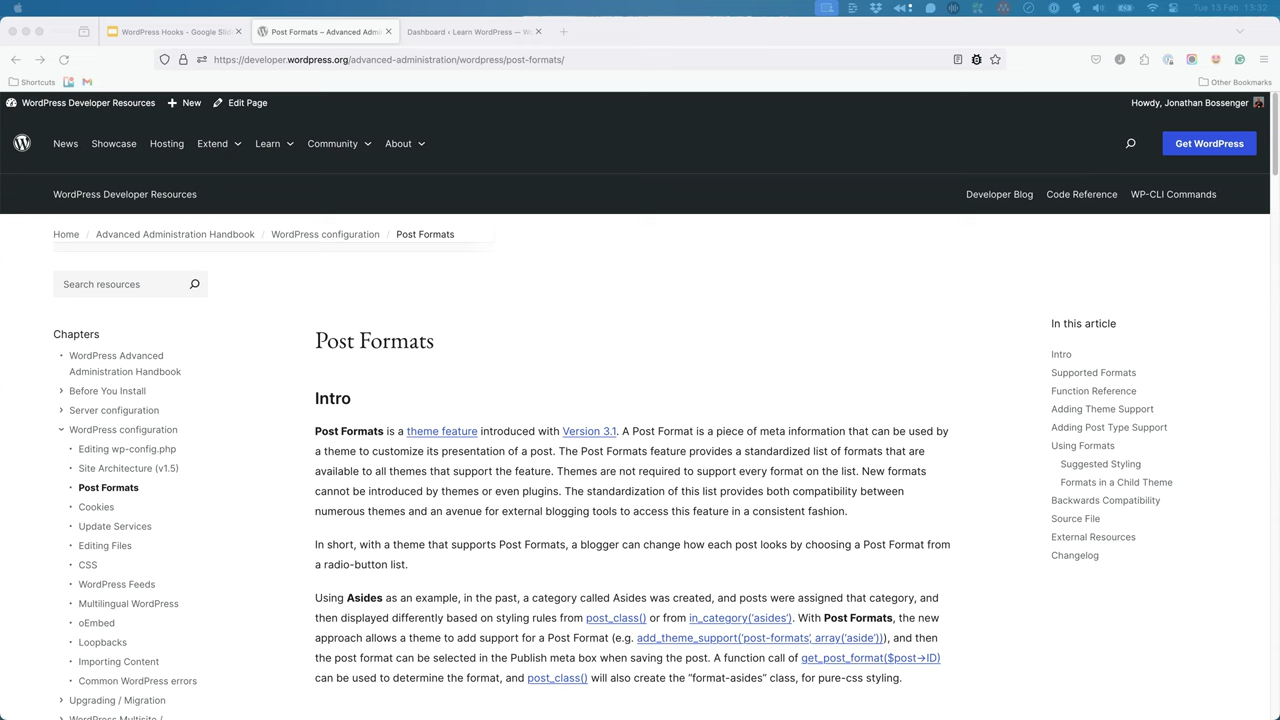 Tue 13 Feb 13:32
WordPress Hooks - Google Slid
Post Formats – Advanced Admi
Dashboard ‹ Learn WordPress — W
https://developer.wordpress.org/advanced-administration/wordpress/post-formats/
Shortcuts
Other Bookmarks
WordPress Developer Resources
New
Edit Page
Howdy, Jonathan Bossenger
News
Showcase
Hosting
Extend
Learn
Community
About
Get WordPress
WordPress Developer Resources
Developer Blog
Code Reference
WP-CLI Commands
Home / Advanced Administration Handbook / WordPress configuration / Post Formats
Search resources
Chapters
WordPress Advanced
Administration Handbook
Before You Install
Server configuration
WordPress configuration
Editing wp-config.php
Site Architecture (v1.5)
Post Formats
Cookies
Update Services
Editing Files
CSS
WordPress Feeds
Multilingual WordPress
oEmbed
Loopbacks
Importing Content
Common WordPress errors
Upgrading / Migration
WordPress Multisite /
Post Formats
Intro
Post Formats is a theme feature introduced with Version 3.1. A Post Format is a piece of meta information that can be used by
a theme to customize its presentation of a post. The Post Formats feature provides a standardized list of formats that are
available to all themes that support the feature. Themes are not required to support every format on the list. New formats
cannot be introduced by themes or even plugins. The standardization of this list provides both compatibility between
numerous themes and an avenue for external blogging tools to access this feature in a consistent fashion.
In short, with a theme that supports Post Formats, a blogger can change how each post looks by choosing a Post Format from
a radio-button list.
Using Asides as an example, in the past, a category called Asides was created, and posts were assigned that category, and
then displayed differently based on styling rules from post_class() or from in_category(‘asides’). With Post Formats, the new
approach allows a theme to add support for a Post Format (e.g. add_theme_support(‘post-formats’, array(‘aside’))), and then
the post format can be selected in the Publish meta box when saving the post. A function call of get_post_format($post->ID)
can be used to determine the format, and post_class() will also create the “format-asides” class, for pure-css styling.
In this article
Intro
Supported Formats
Function Reference
Adding Theme Support
Adding Post Type Support
Using Formats
Suggested Styling
Formats in a Child Theme
Backwards Compatibility
Source File
External Resources
Changelog